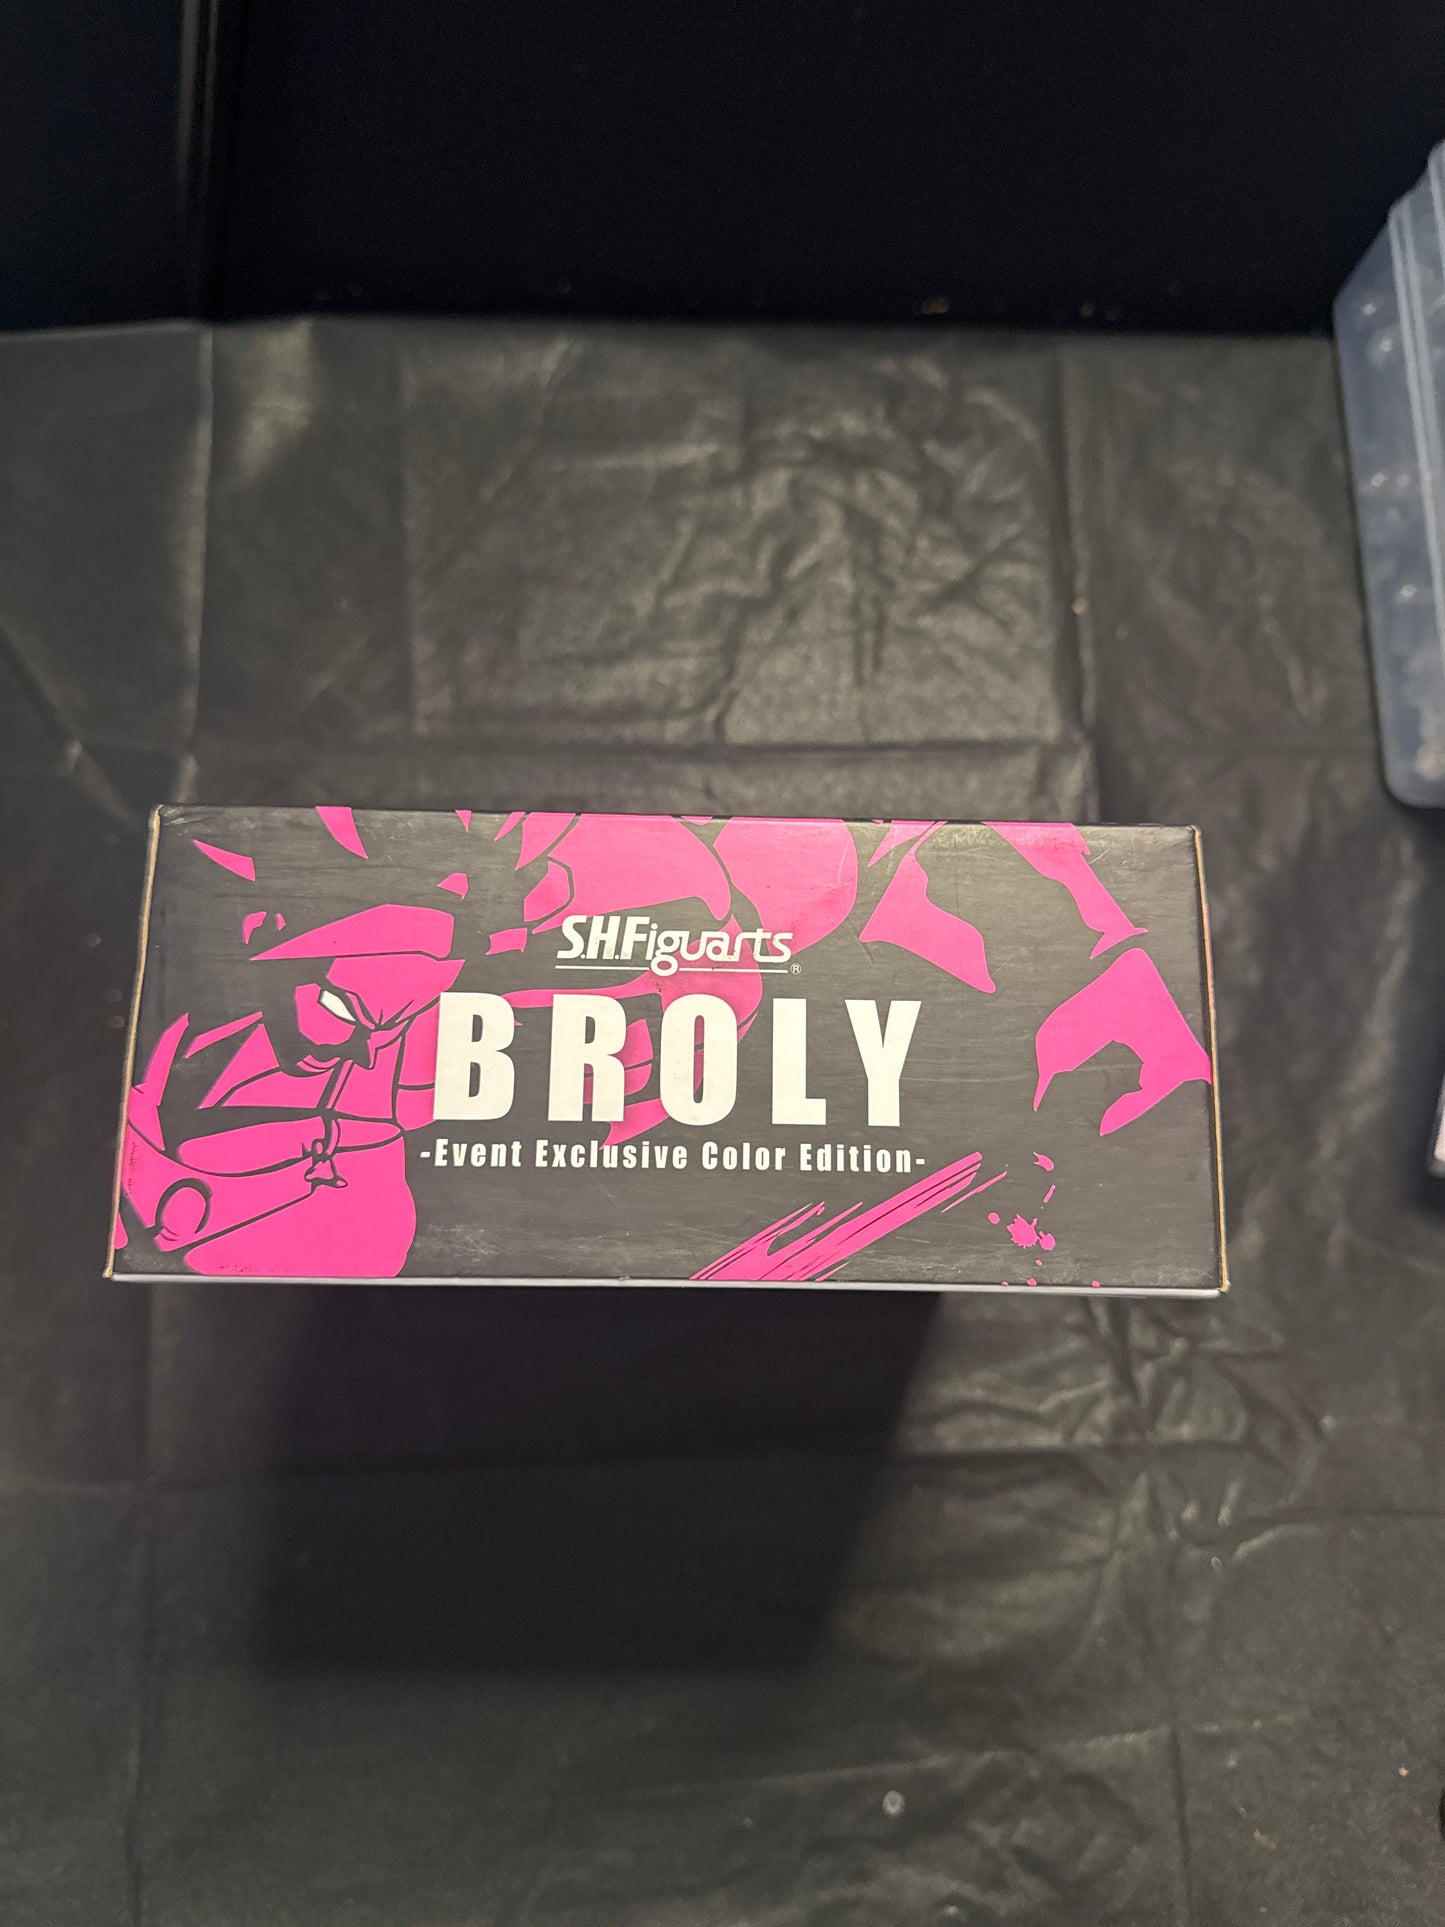 S.H.Figuarts®
BROLY
-Event Exclusive Color Edition-